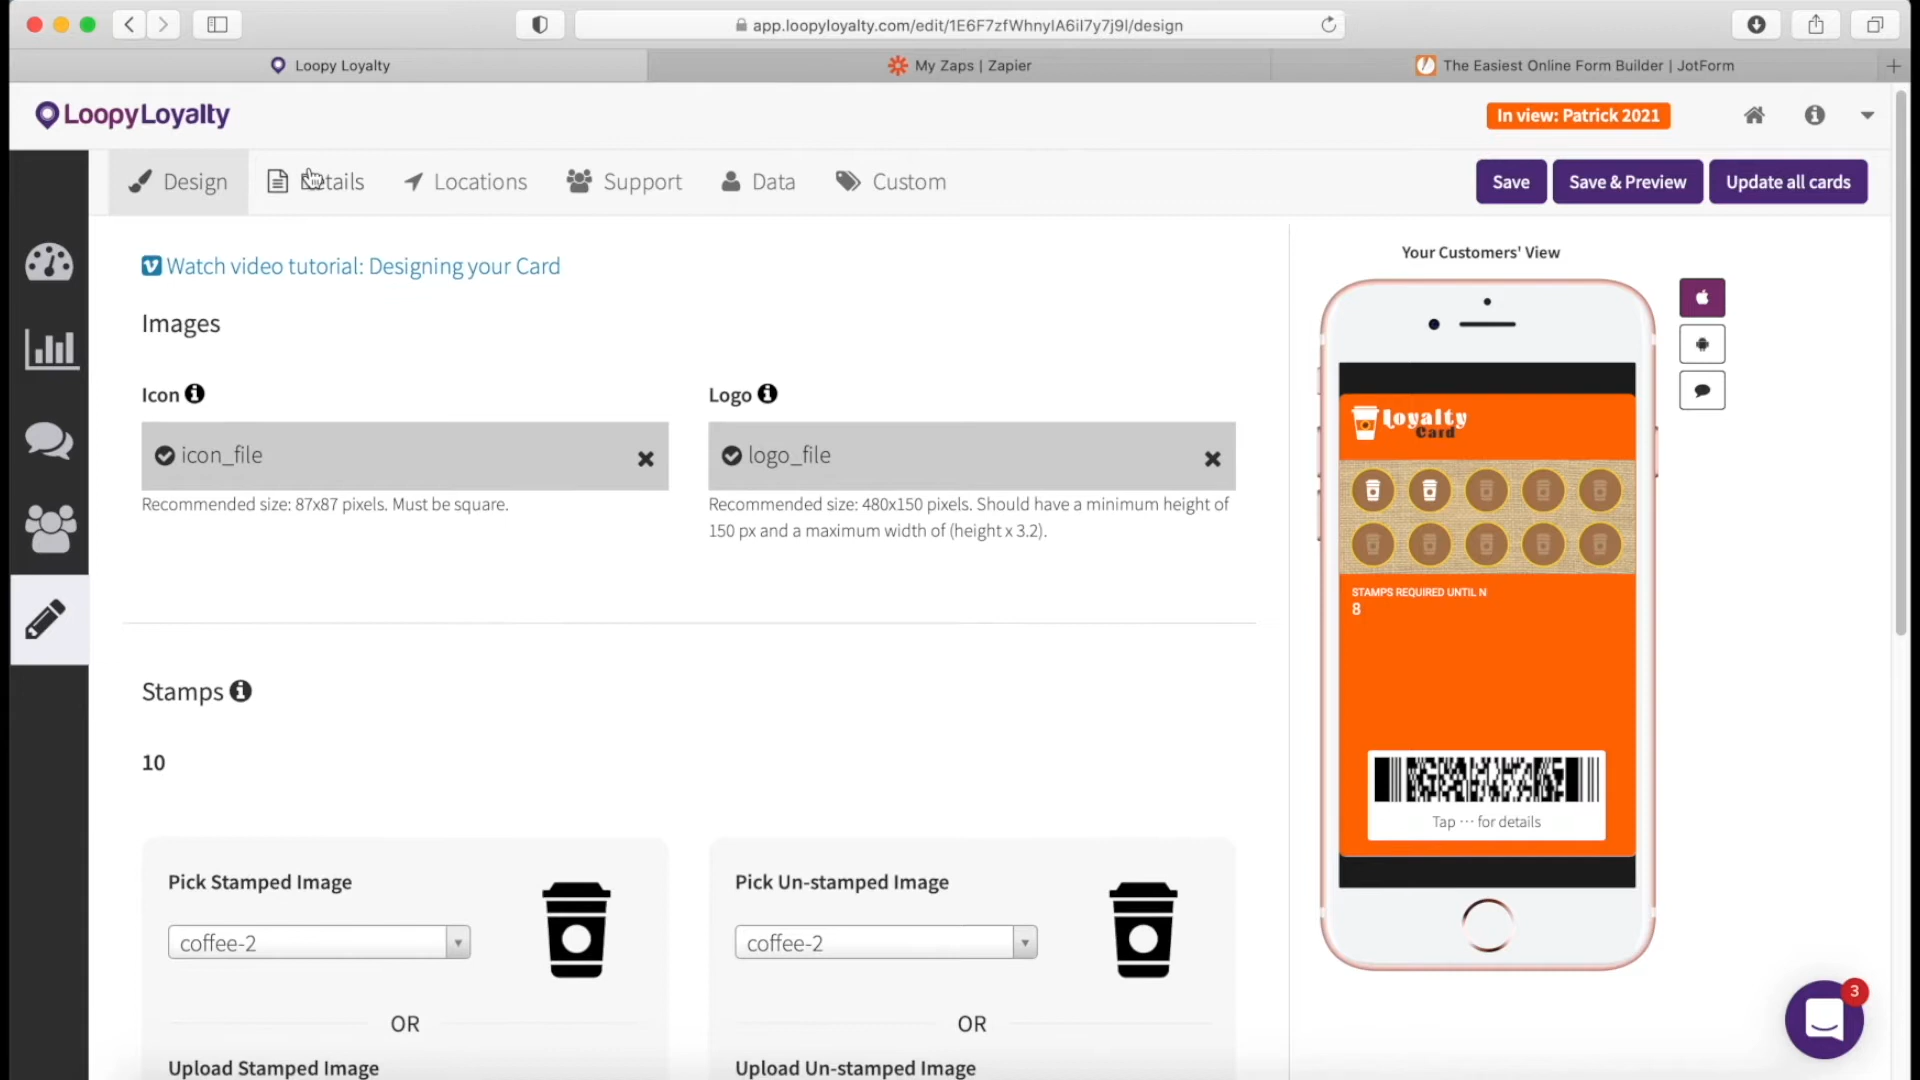 app.loopyloyalty.com/edit/1E6F7zfWhnylA6il7y7j9l/design
Loopy Loyalty
My Zaps | Zapier
The Easiest Online Form Builder | JotForm
LoopyLoyalty
In view: Patrick 2021
Design
Details
Locations
Support
Data
Custom
Save
Save & Preview
Update all cards
Watch video tutorial: Designing your Card
Your Customers' View
Images
Icon
Logo
icon_file
logo_file
Recommended size: 87x87 pixels. Must be square.
Recommended size: 480x150 pixels. Should have a minimum height of
150 px and a maximum width of (height x 3.2).
loyalty
Card
STAMPS REQUIRED UNTIL N
8
Stamps
10
Tap ··· for details
Pick Stamped Image
Pick Un-stamped Image
coffee-2
coffee-2
OR
OR
Upload Stamped Image
Upload Un-stamped Image
3